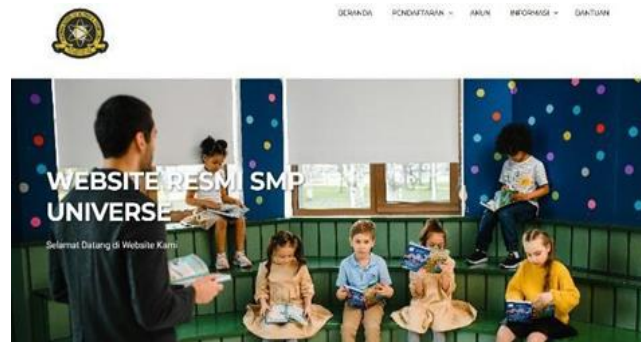 BERANDA PENDAFTARAN AKUN INFORMASI BANTUAN
WEBSITE RESMI SMP
UNIVERSE
Selamat Datang di Website Kami